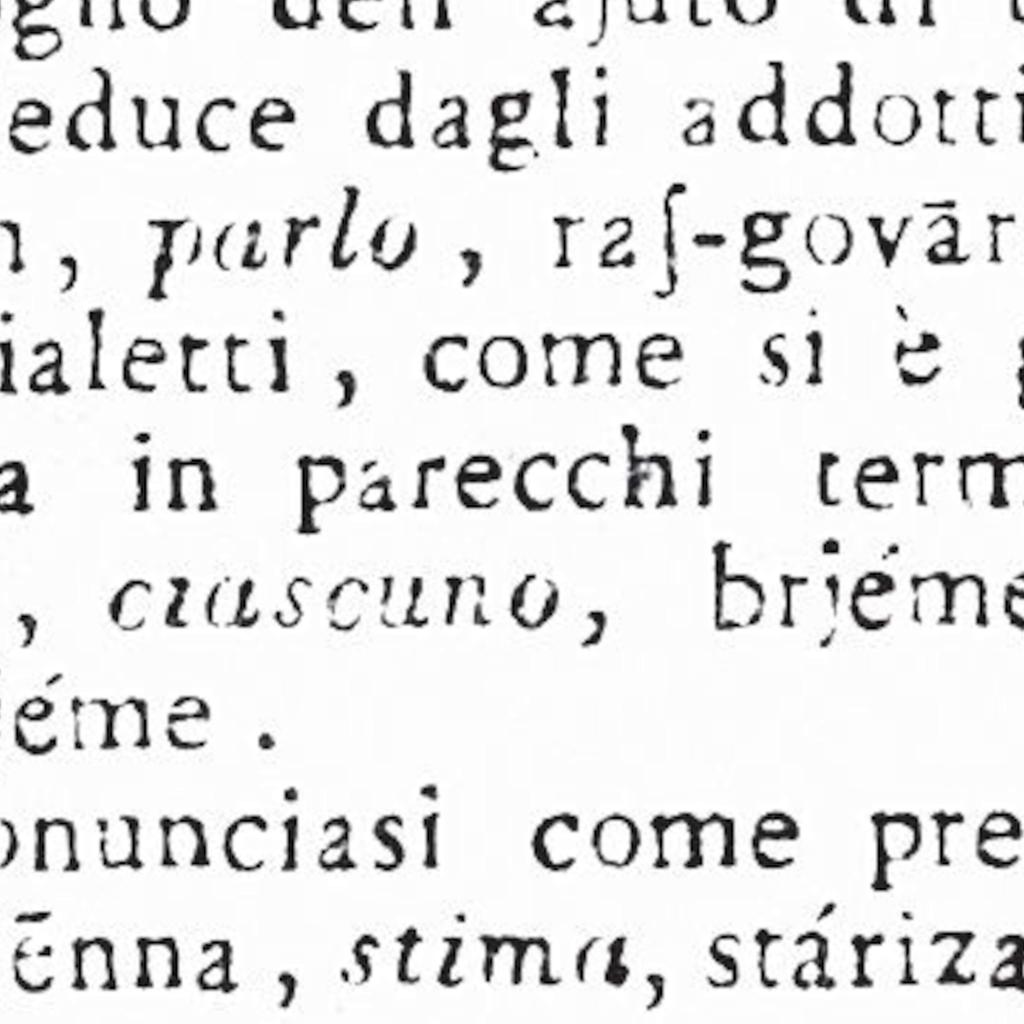 gno dell'ajuto di
educe dagli addotti
n, parlo, raſ-govār
ialetti, come si è
a in parecchi term
, ciascuno, brjéme
éme.
onunciasi come pre
ēnna, stima, stáriza